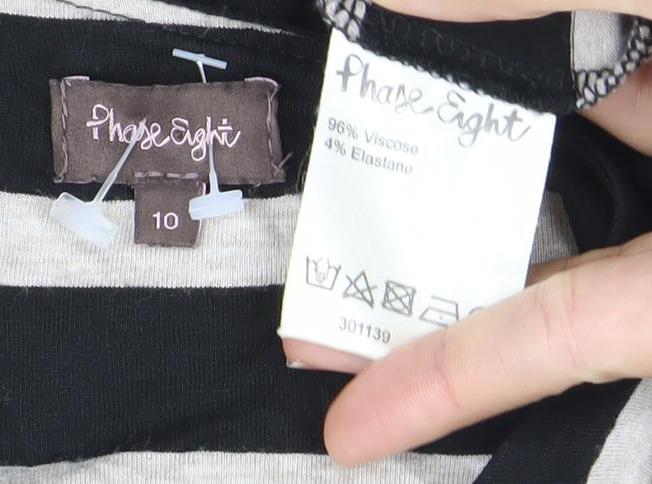 Phase Eight
10
Phase Eight
96% Viscose
4% Elastane
301139